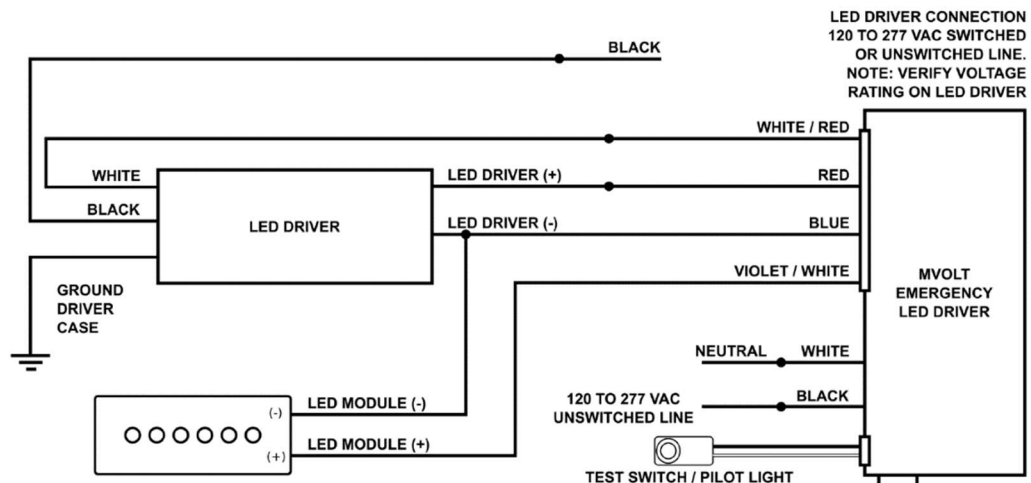 LED DRIVER CONNECTION
120 TO 277 VAC SWITCHED
OR UNSWITCHED LINE.
NOTE: VERIFY VOLTAGE
RATING ON LED DRIVER
BLACK
WHITE / RED
WHITE
LED DRIVER (+)
RED
BLACK
LED DRIVER
LED DRIVER (-)
BLUE
VIOLET / WHITE
MVOLT
EMERGENCY
LED DRIVER
GROUND
DRIVER
CASE
NEUTRAL
WHITE
120 TO 277 VAC
UNSWITCHED LINE
BLACK
(-)
LED MODULE (-)
(+)
LED MODULE (+)
TEST SWITCH / PILOT LIGHT